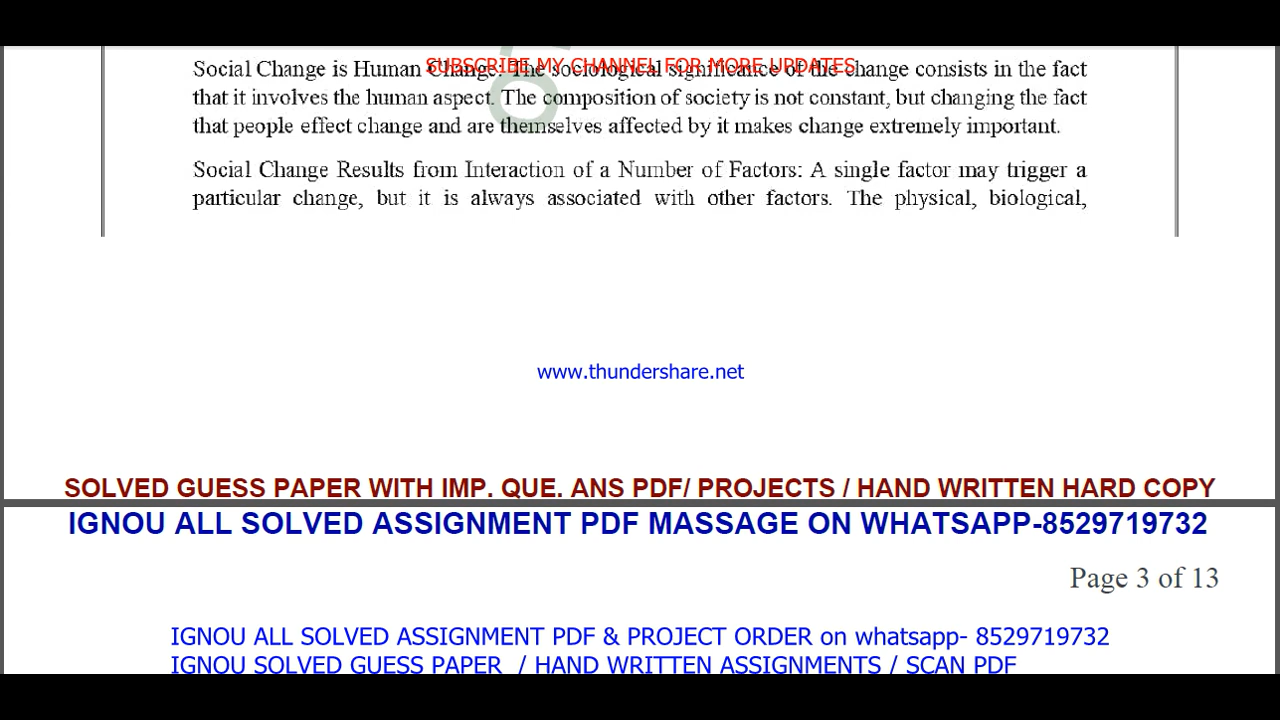 SUBSCRIBE MY CHANNEL FOR MORE UPDATES
Social Change is Human Change: The sociological significance of the change consists in the fact
that it involves the human aspect. The composition of society is not constant, but changing the fact
that people effect change and are themselves affected by it makes change extremely important.
Social Change Results from Interaction of a Number of Factors: A single factor may trigger a
particular change, but it is always associated with other factors. The physical, biological,
www.thundershare.net
SOLVED GUESS PAPER WITH IMP. QUE. ANS PDF/ PROJECTS / HAND WRITTEN HARD COPY
IGNOU ALL SOLVED ASSIGNMENT PDF MASSAGE ON WHATSAPP-8529719732
Page 3 of 13
IGNOU ALL SOLVED ASSIGNMENT PDF & PROJECT ORDER on whatsapp- 8529719732
IGNOU SOLVED GUESS PAPER / HAND WRITTEN ASSIGNMENTS / SCAN PDF